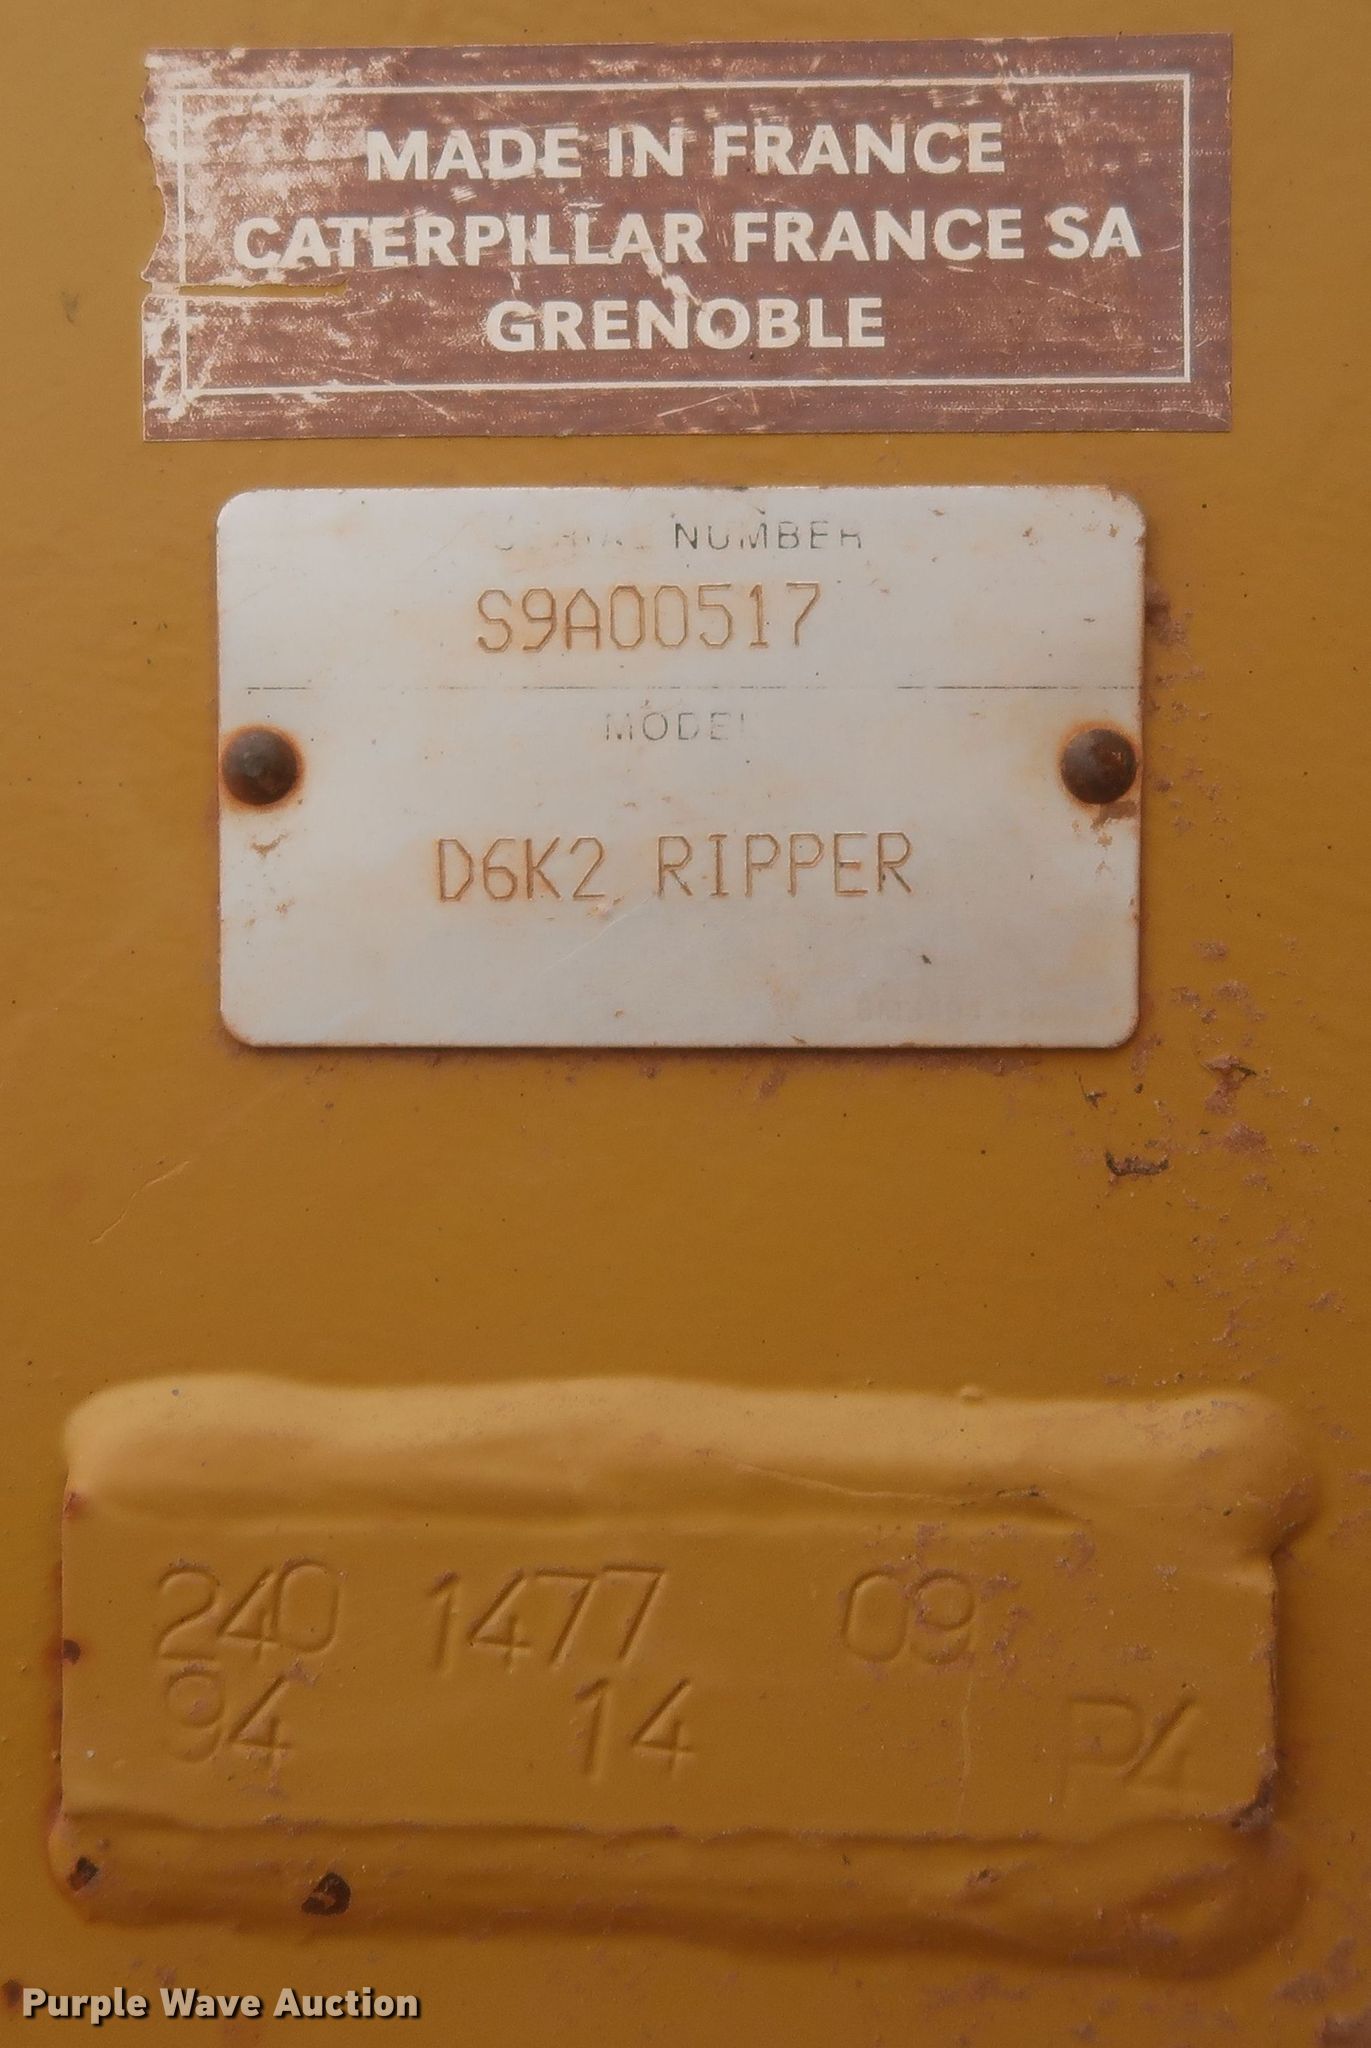 MADE IN FRANCE
CATERPILLAR FRANCE SA
GRENOBLE
SERIAL NUMBER
S9A00517
MODEL
D6K2 RIPPER
240 1477 09
94 14 P4
Purple Wave Auction